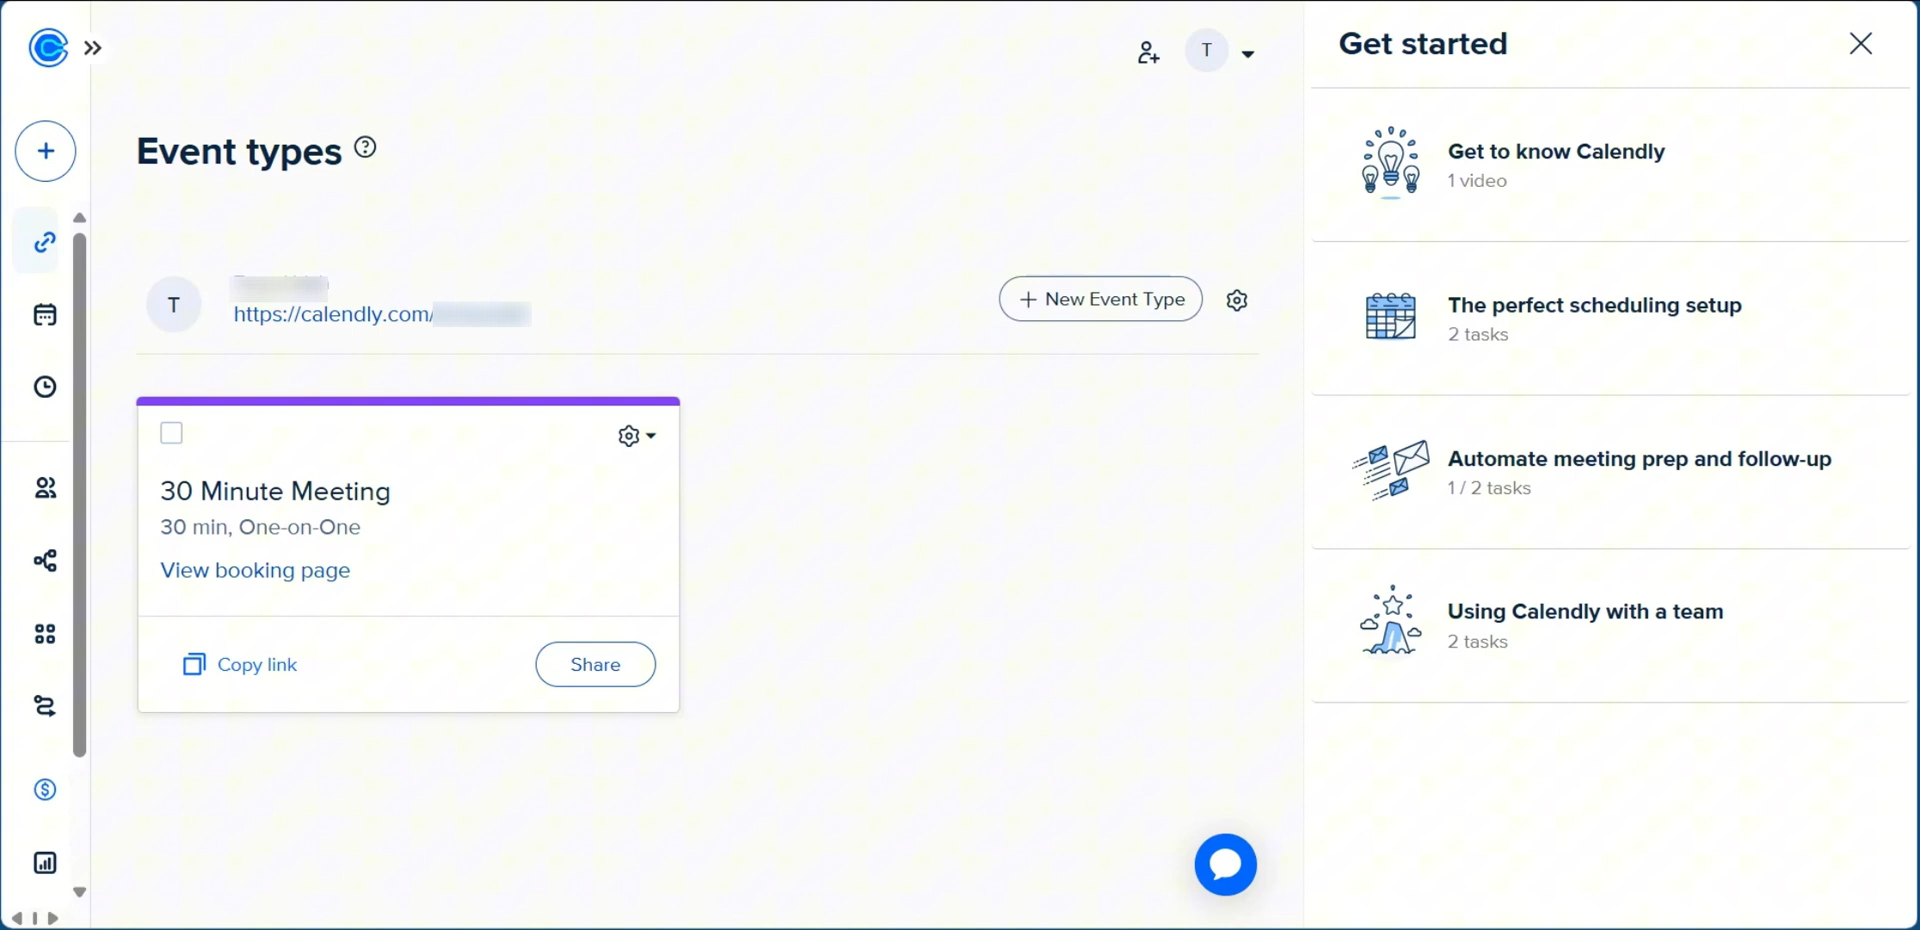 Get started
T
Event types
Get to know Calendly
1 video
T
https://calendly.com/
+ New Event Type
The perfect scheduling setup
2 tasks
30 Minute Meeting
30 min, One-on-One
View booking page
Copy link
Share
Automate meeting prep and follow-up
1 / 2 tasks
Using Calendly with a team
2 tasks